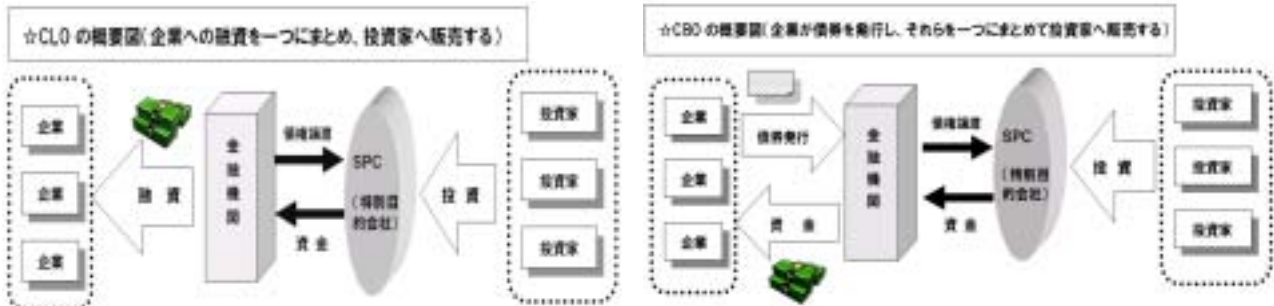 ☆CLO の概要図(企業への融資を一つにまとめ、投資家へ販売する)
企業
企業
企業
融資
金融機関
債権譲渡
資金
SPC
(特別目
的会社)
投資
投資家
投資家
投資家
☆CBO の概要図(企業が債券を発行し、それらを一つにまとめて投資家へ販売する)
企業
企業
企業
債券発行
資金
金融機関
債権譲渡
資金
SPC
(特別目
的会社)
投資
投資家
投資家
投資家